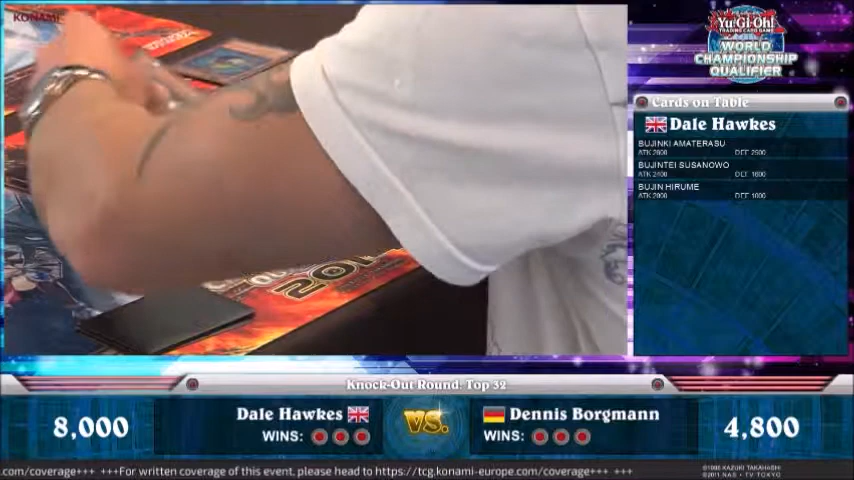 KONAMI
Yu-Gi-Oh!
TRADING CARD GAME
WORLD
CHAMPIONSHIP
QUALIFIER
Cards on Table
Dale Hawkes
BUJINKI AMATERASU
ATK 2600 DEF 2500
BUJINTEI SUSANOWO
ATK 2400 DEF 1600
BUJIN HIRUME
ATK 2000 DEF 1000
201
Knock-Out Round, Top 32
8,000
Dale Hawkes
WINS:
VS.
Dennis Borgmann
WINS:
4,800
.com/coverage+++ +++For written coverage of this event, please head to https://tcg.konami-europe.com/coverage+++ +++
©1996 KAZUKI TAKAHASHI
©2011 NAS • TV TOKYO